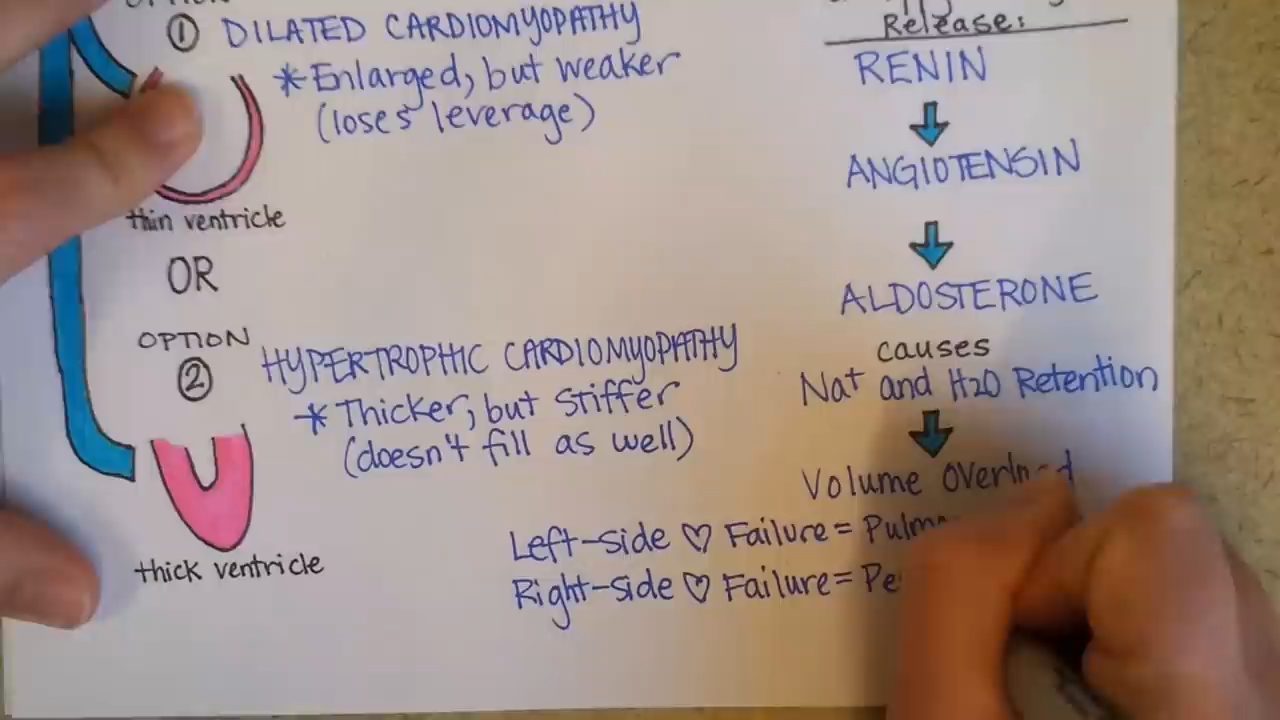 ① DILATED CARDIOMYOPATHY
*Enlarged, but weaker
(loses leverage)
thin ventricle
OR
OPTION
②
HYPERTROPHIC CARDIOMYOPATHY
* Thicker, but stiffer
(doesn't fill as well)
thick ventricle
Release:
RENIN
ANGIOTENSIN
ALDOSTERONE
causes
Na+ and H2O Retention
Volume
Left-side ♡ Failure =
Right-side ♡ Failure =